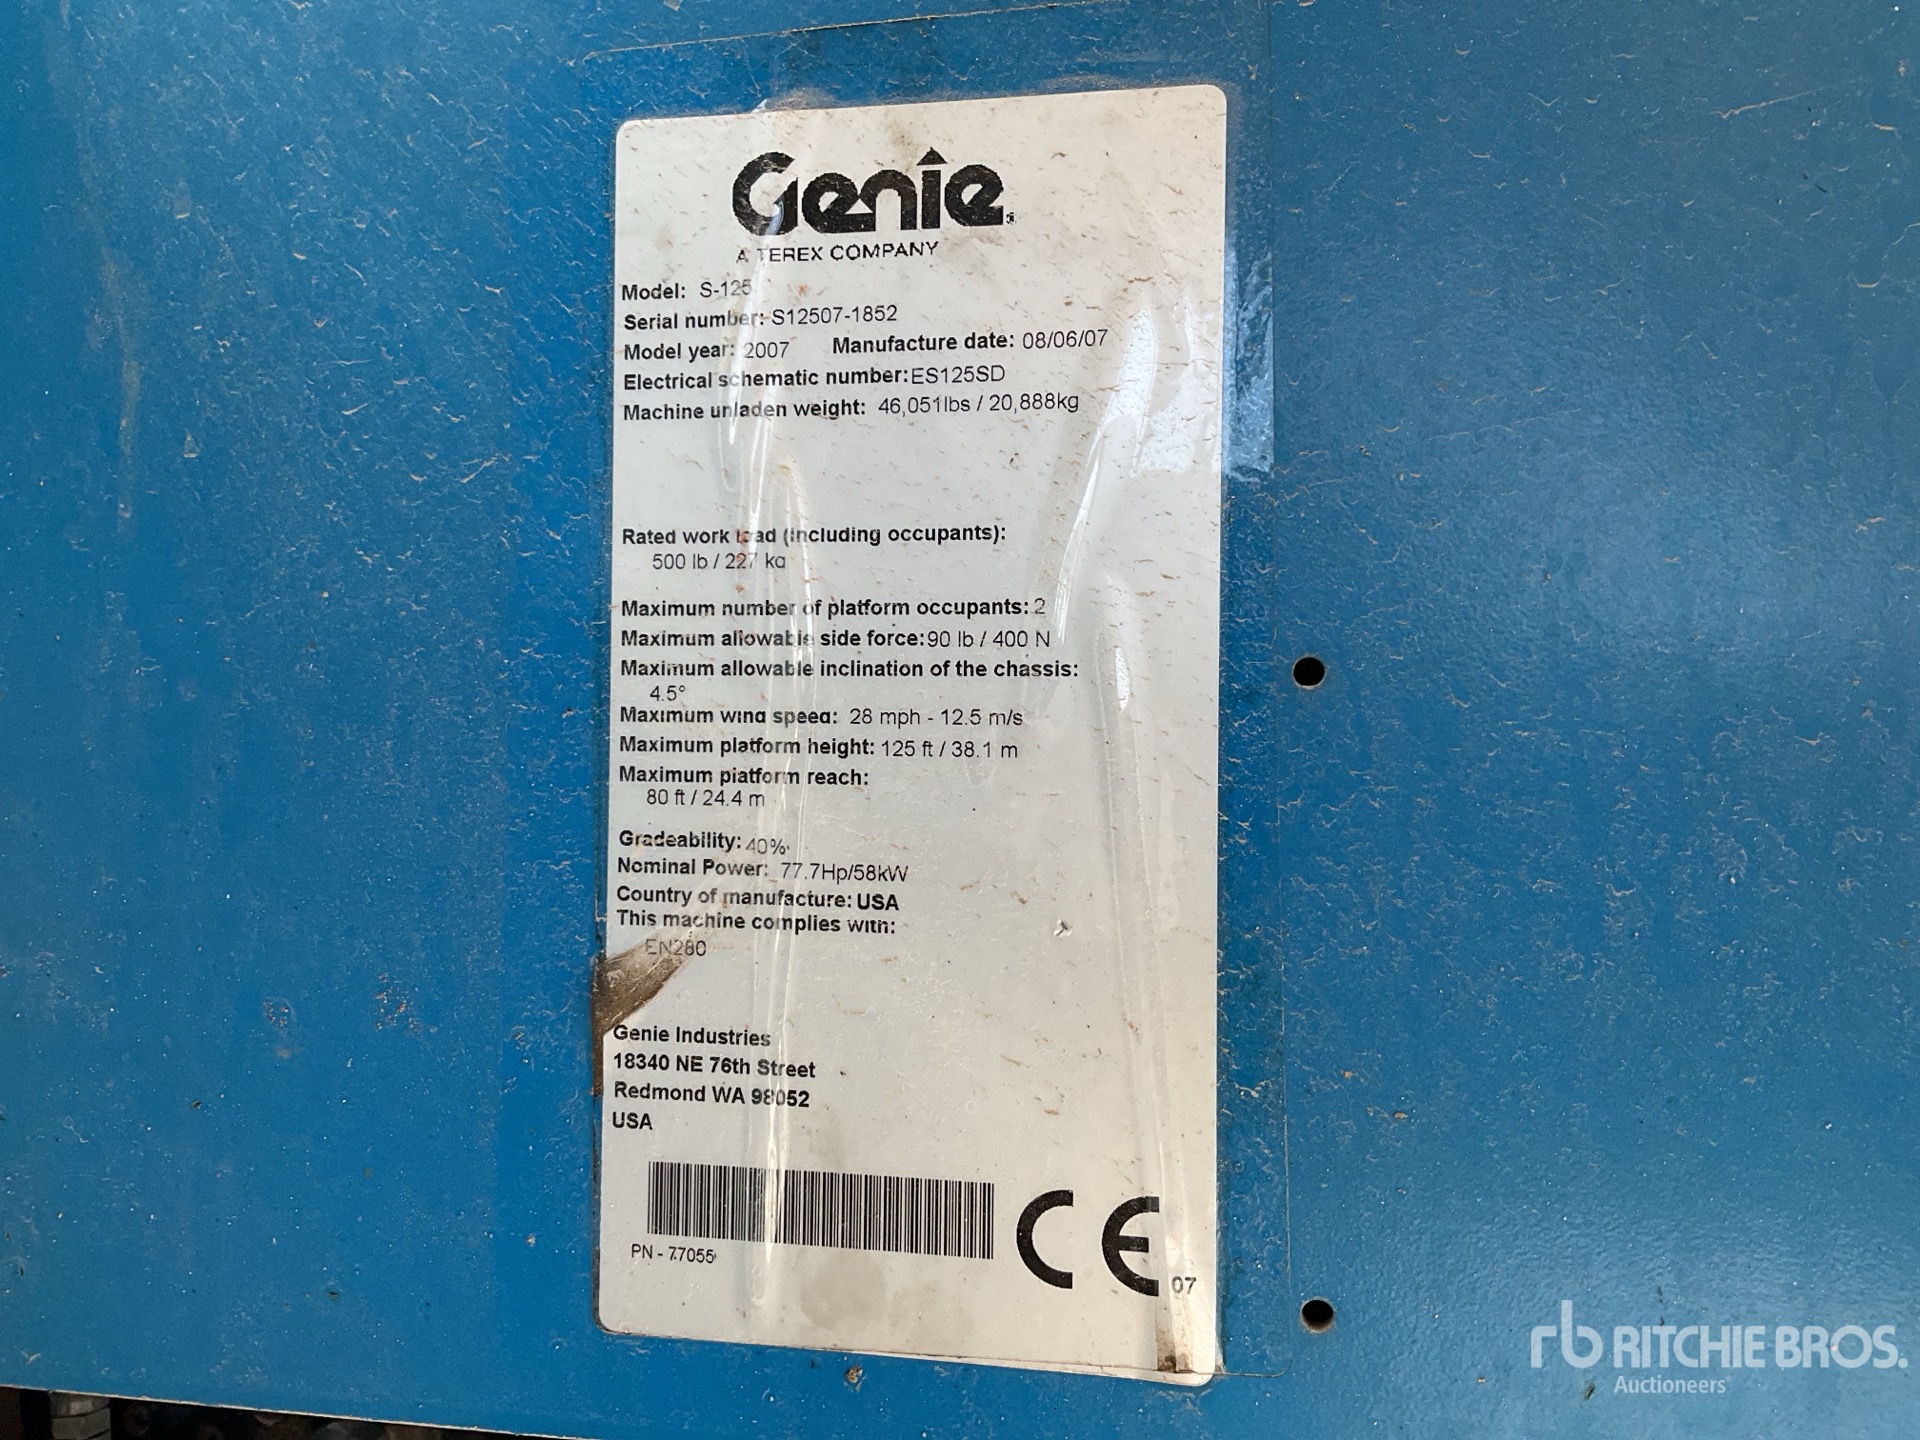 Genie
A TEREX COMPANY
Model: S-125
Serial number: S12507-1852
Model year: 2007 Manufacture date: 08/06/07
Electrical schematic number: ES125SD
Machine unladen weight: 46,051lbs / 20,888kg
Rated work load (including occupants):
500 lb / 227 kg
Maximum number of platform occupants: 2
Maximum allowable side force: 90 lb / 400 N
Maximum allowable inclination of the chassis:
4.5°
Maximum wind speed: 28 mph - 12.5 m/s
Maximum platform height: 125 ft / 38.1 m
Maximum platform reach:
80 ft / 24.4 m
Gradeability: 40%
Nominal Power: 77.7Hp/58kW
Country of manufacture: USA
This machine complies with:
EN280
Genie Industries
18340 NE 76th Street
Redmond WA 98052
USA
PN - 77055
CE 07
rb RITCHIE BROS.
Auctioneers